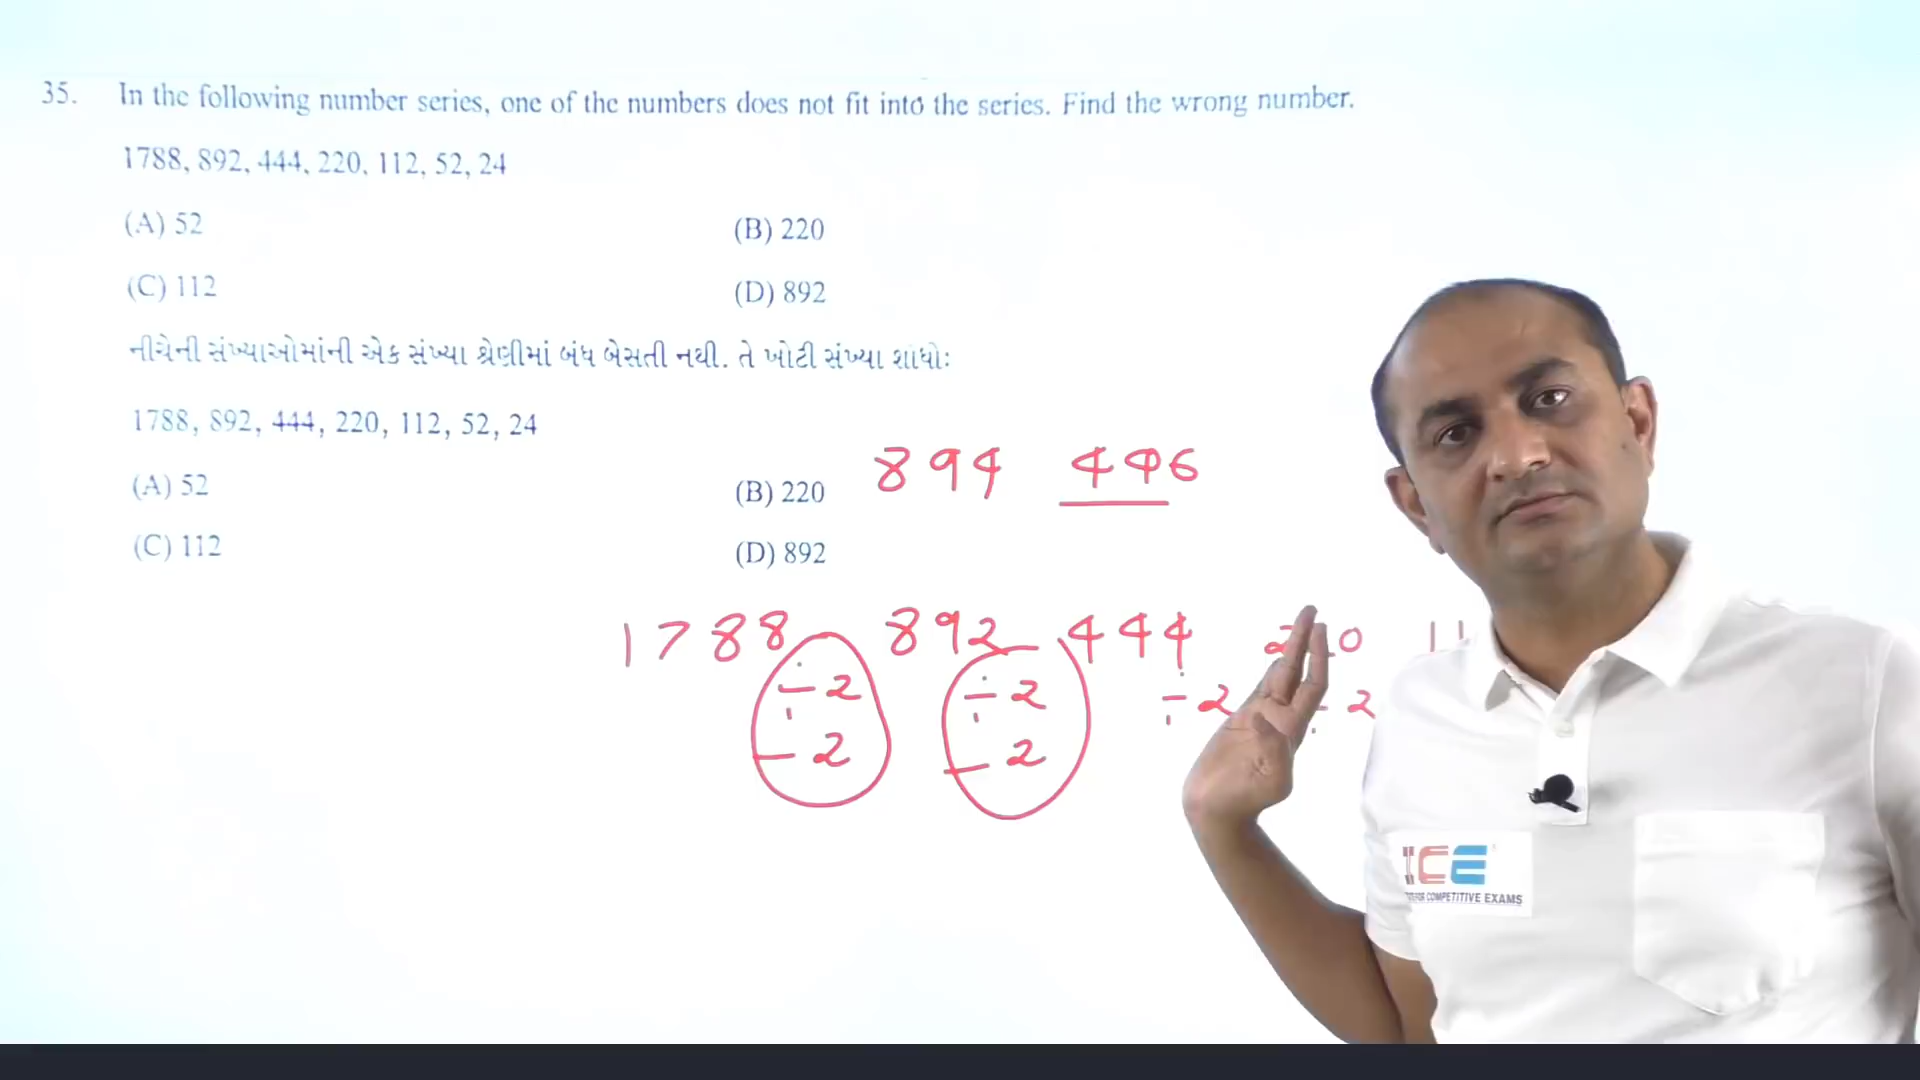 35. In the following number series, one of the numbers does not fit into the series. Find the wrong number.
1788, 892, 444, 220, 112, 52, 24
(A) 52 (B) 220
(C) 112 (D) 892
નીચેની સંખ્યાઓમાંની એક સંખ્યા શ્રેણીમાં બંધ બેસતી નથી. તે ખોટી સંખ્યા શોધો:
1788, 892, 444, 220, 112, 52, 24
(A) 52 (B) 220
(C) 112 (D) 892
894 446
1788 892 444 11
÷2 ÷2 ÷2 2
−2 −2
ICE
FOR COMPETITIVE EXAMS